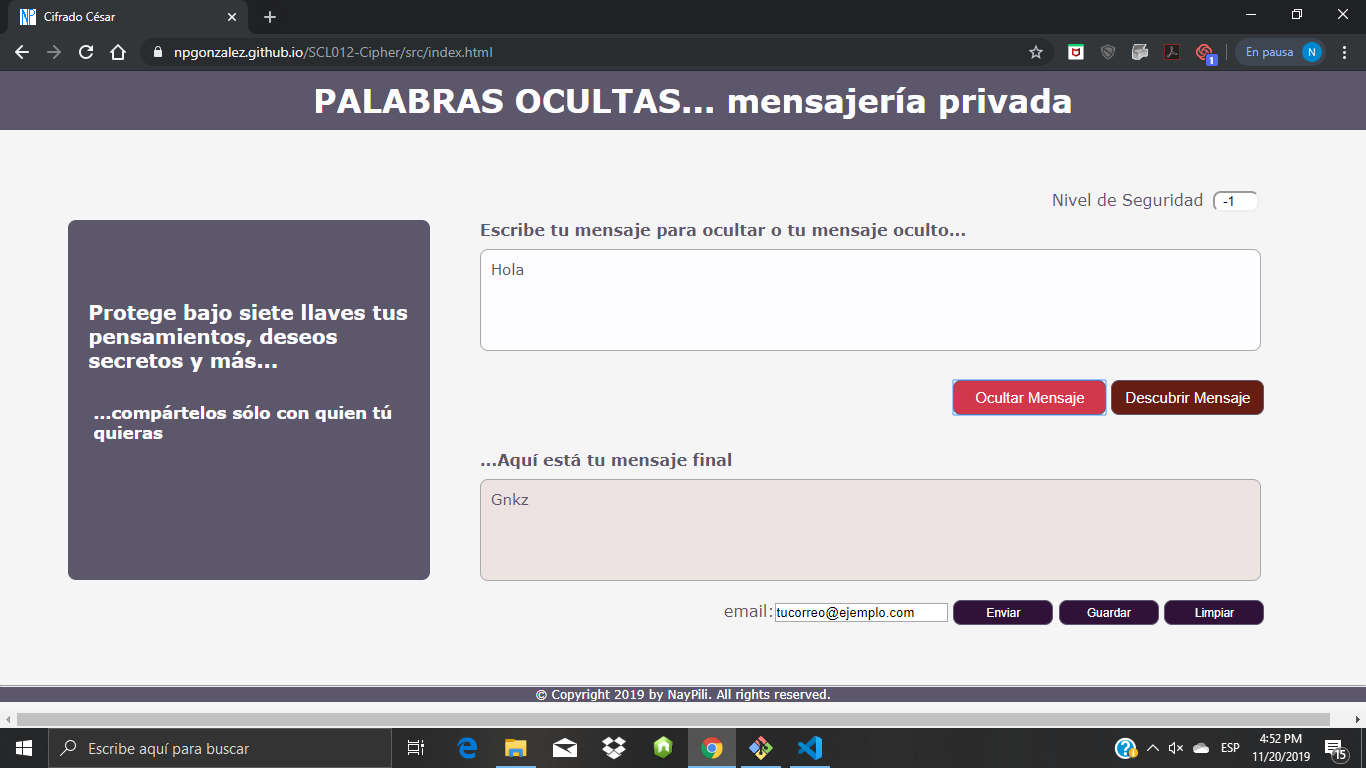 NP Cifrado César
npgonzalez.github.io/SCL012-Cipher/src/index.html
1
En pausa N
PALABRAS OCULTAS... mensajería privada
Nivel de Seguridad -1
Protege bajo siete llaves tus
pensamientos, deseos
secretos y más...
...compártelos sólo con quien tú
quieras
Escribe tu mensaje para ocultar o tu mensaje oculto...
Hola
Ocultar Mensaje Descubrir Mensaje
...Aquí está tu mensaje final
Gnkz
email: tucorreo@ejemplo.com Enviar Guardar Limpiar
© Copyright 2019 by NayPili. All rights reserved.
Escribe aquí para buscar
ESP
4:52 PM
11/20/2019
15